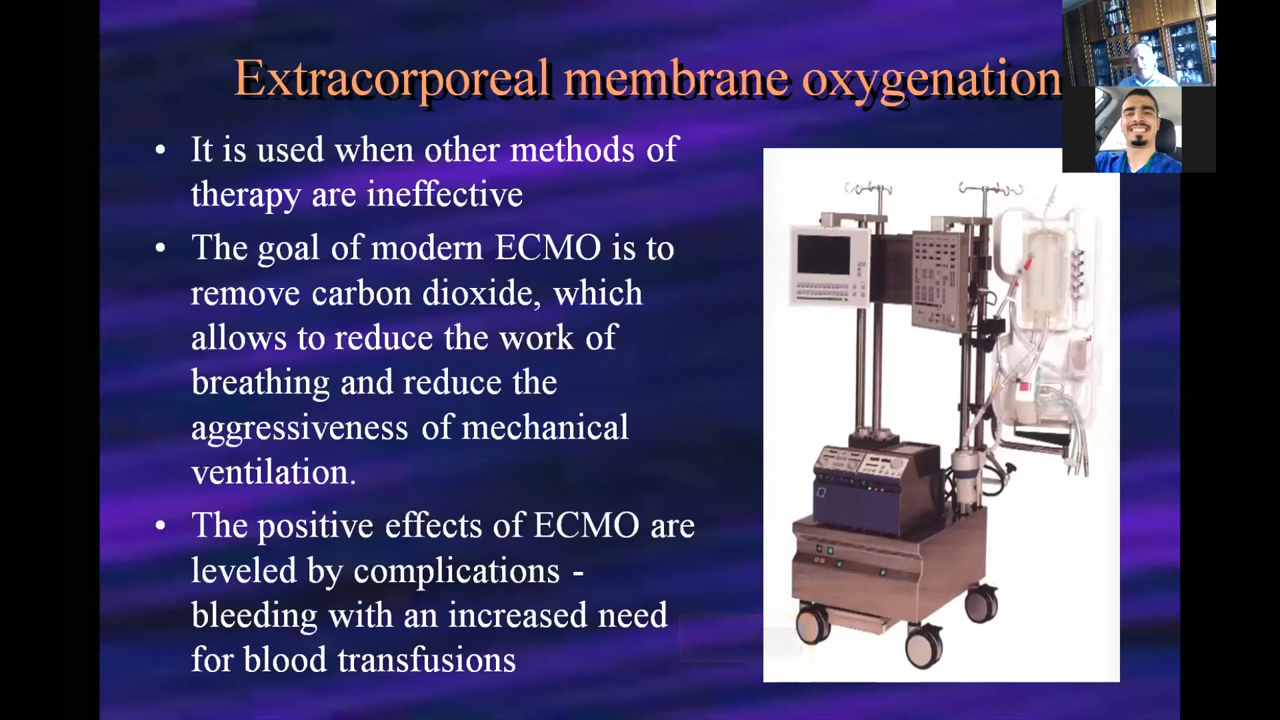 Extracorporeal membrane oxygenation
• It is used when other methods of
therapy are ineffective
• The goal of modern ECMO is to
remove carbon dioxide, which
allows to reduce the work of
breathing and reduce the
aggressiveness of mechanical
ventilation.
• The positive effects of ECMO are
leveled by complications -
bleeding with an increased need
for blood transfusions